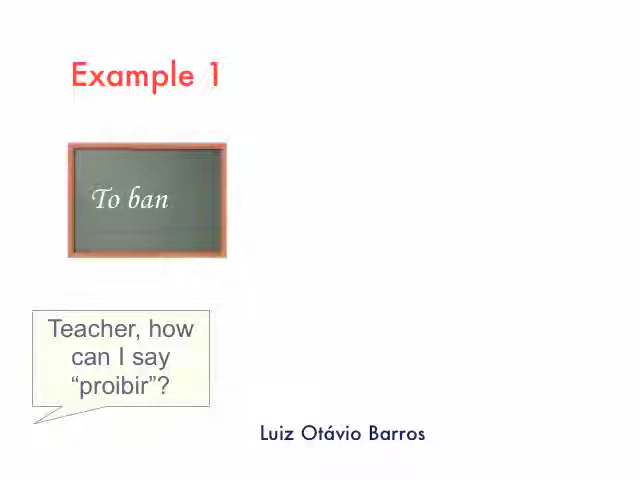 Example 1
To ban
Teacher, how
can I say
“proibir”?
Luiz Otávio Barros